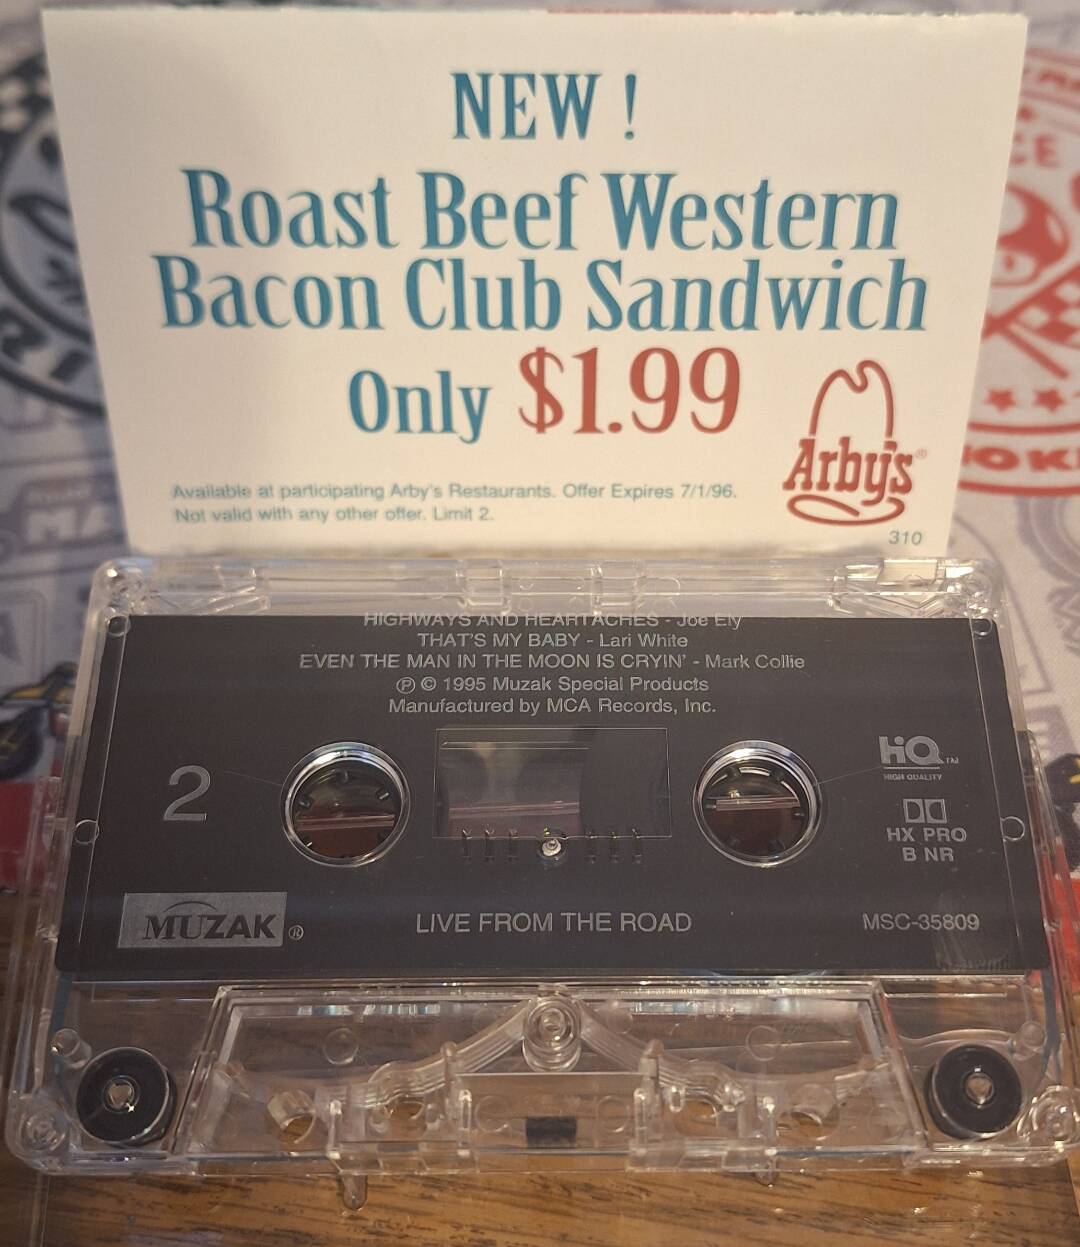 NEW !
Roast Beef Western
Bacon Club Sandwich
Only $1.99
Arby's®
Available at participating Arby's Restaurants. Offer Expires 7/1/96.
Not valid with any other offer. Limit 2.
310
HIGHWAYS AND HEARTACHES - Joe Ely
THAT'S MY BABY - Lari White
EVEN THE MAN IN THE MOON IS CRYIN' - Mark Collie
℗ © 1995 Muzak Special Products
Manufactured by MCA Records, Inc.
2
HiQ TM
HIGH QUALITY
HX PRO
B NR
MUZAK®
LIVE FROM THE ROAD
MSC-35809